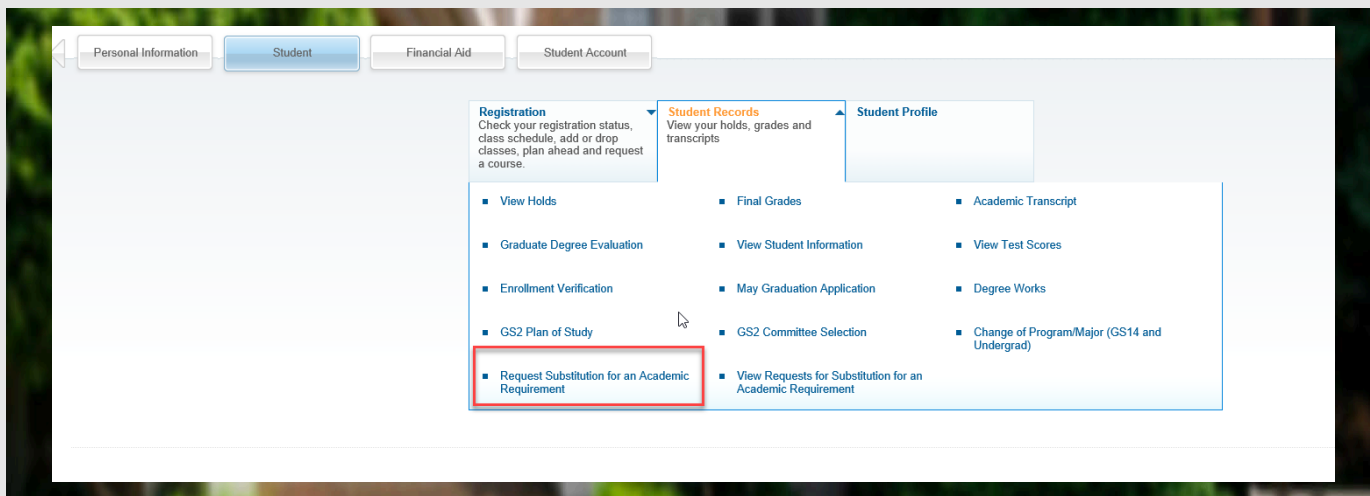 Personal Information
Student
Financial Aid
Student Account
Registration
Check your registration status,
class schedule, add or drop
classes, plan ahead and request
a course.
Student Records
View your holds, grades and
transcripts
Student Profile
View Holds
Final Grades
Academic Transcript
Graduate Degree Evaluation
View Student Information
View Test Scores
Enrollment Verification
May Graduation Application
Degree Works
GS2 Plan of Study
GS2 Committee Selection
Change of Program/Major (GS14 and
Undergrad)
Request Substitution for an Academic
Requirement
View Requests for Substitution for an
Academic Requirement